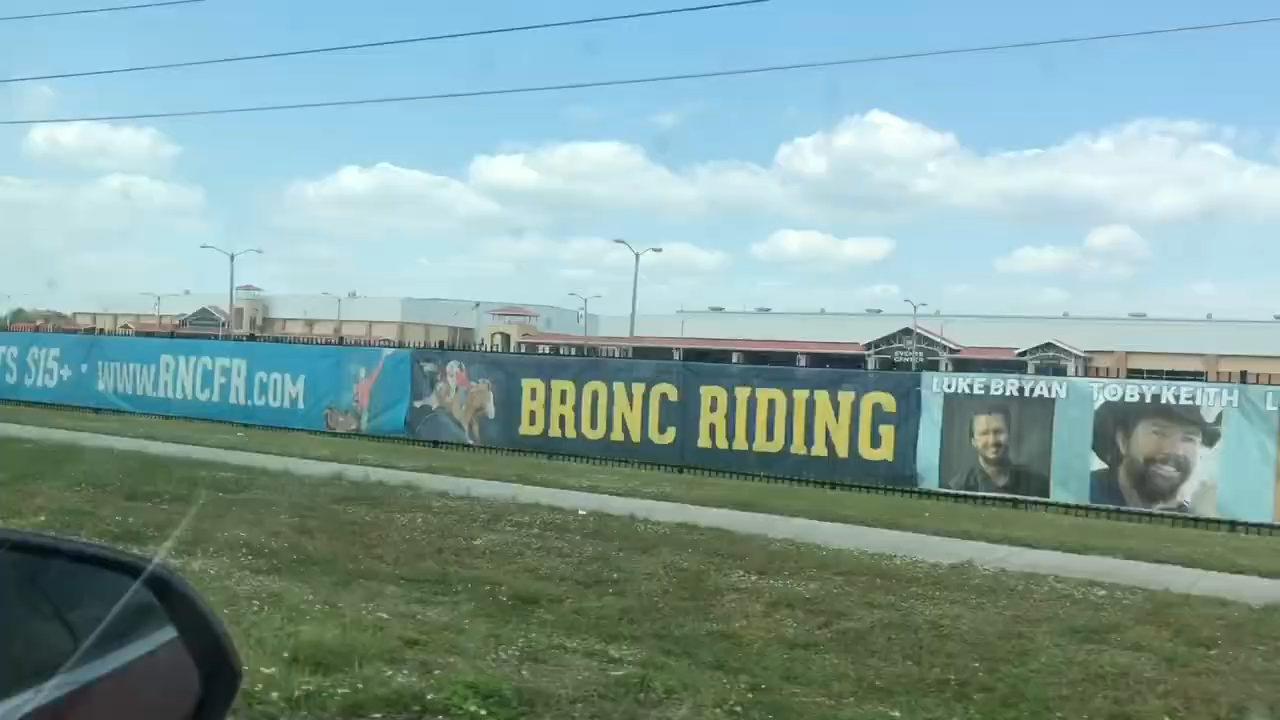 TS $15+ * WWW.RNCFR.COM
BRONC RIDING
LUKE BRYAN
TOBY KEITH
L
EVENTS
CENTER